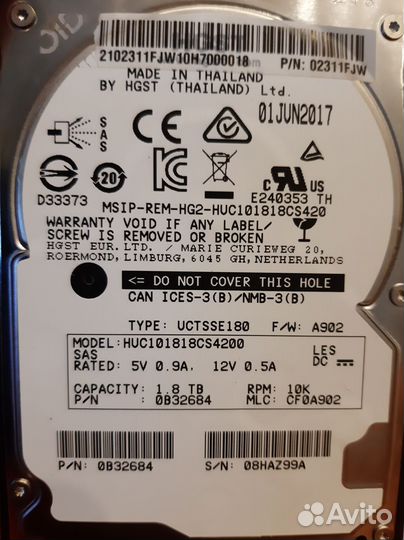 2102311FJW10H7000018 P/N: 02311FJW
MADE IN THAILAND
BY HGST (THAILAND) Ltd.
01JUN2017
SAS
D33373
20
E240353 TH
MSIP-REM-HG2-HUC101818CS420
WARRANTY VOID IF ANY LABEL/
SCREW IS REMOVED OR BROKEN
HGST EUR.LTD./ MARIE CURIEWEG 20,
ROERMOND, LIMBURG, 6045 GH, NETHERLANDS
<= DO NOT COVER THIS HOLE
CAN ICES-3(B)/NMB-3(B)
TYPE: UCTSSE180 F/W: A902
MODEL: HUC101818CS4200
SAS
LES
DC
RATED: 5V 0.9A, 12V 0.5A
CAPACITY: 1.8 TB RPM: 10K
P/N : 0B32684 MLC: CF0A902
P/N: 0B32684 S/N: 08HAZ99A
Avito